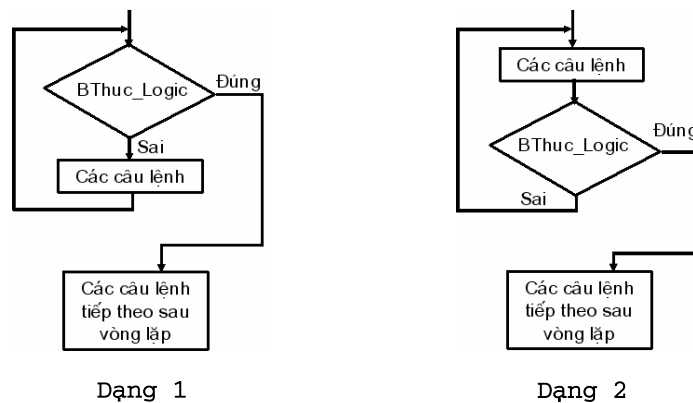 BThuc_Logic
Đúng
Sai
Các câu lệnh
Các câu lệnh
tiếp theo sau
vòng lặp
Dạng 1
Các câu lệnh
BThuc_Logic
Đúng
Sai
Các câu lệnh
tiếp theo sau
vòng lặp
Dạng 2